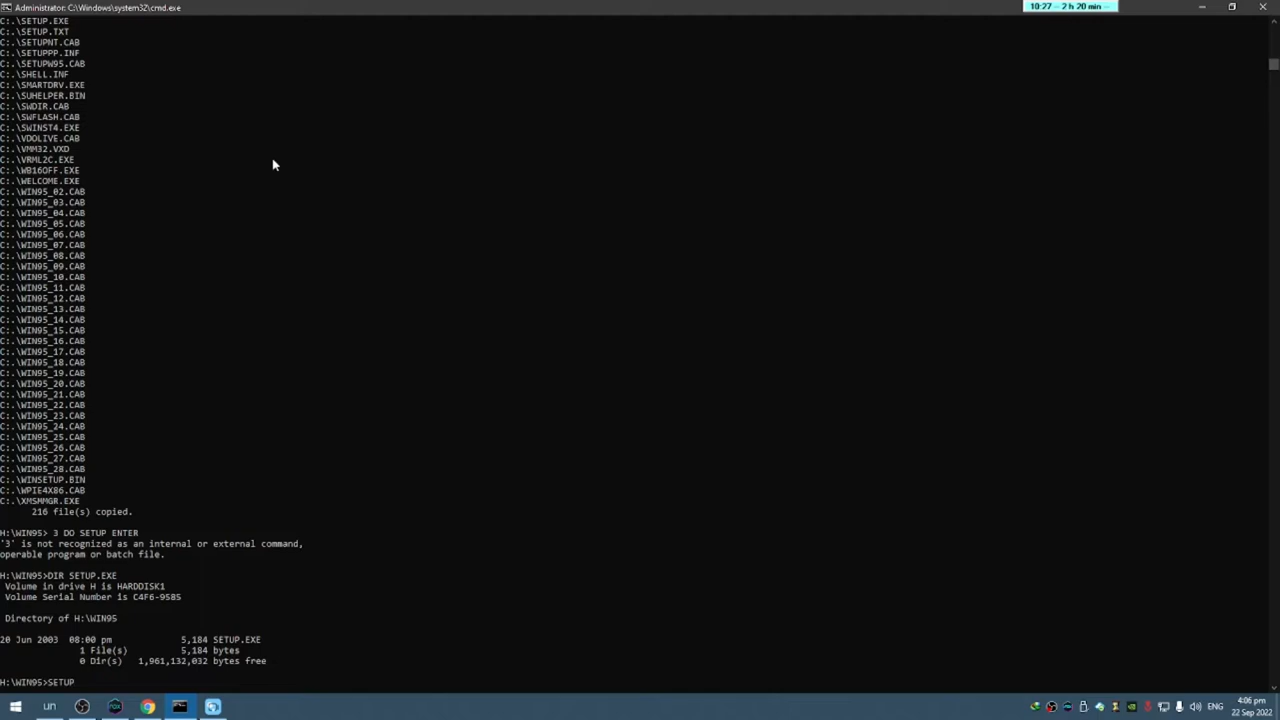 Administrator: C:\Windows\system32\cmd.exe
10:27 -- 2 h 20 min --
C:.\SETUP.EXE
C:.\SETUP.TXT
C:.\SETUPNT.CAB
C:.\SETUPPP.INF
C:.\SETUPW95.CAB
C:.\SHELL.INF
C:.\SMARTDRV.EXE
C:.\SUHELPER.BIN
C:.\SWDIR.CAB
C:.\SWFLASH.CAB
C:.\SWINST4.EXE
C:.\VDOLIVE.CAB
C:.\VMM32.VXD
C:.\VRML2C.EXE
C:.\WB16OFF.EXE
C:.\WELCOME.EXE
C:.\WIN95_02.CAB
C:.\WIN95_03.CAB
C:.\WIN95_04.CAB
C:.\WIN95_05.CAB
C:.\WIN95_06.CAB
C:.\WIN95_07.CAB
C:.\WIN95_08.CAB
C:.\WIN95_09.CAB
C:.\WIN95_10.CAB
C:.\WIN95_11.CAB
C:.\WIN95_12.CAB
C:.\WIN95_13.CAB
C:.\WIN95_14.CAB
C:.\WIN95_15.CAB
C:.\WIN95_16.CAB
C:.\WIN95_17.CAB
C:.\WIN95_18.CAB
C:.\WIN95_19.CAB
C:.\WIN95_20.CAB
C:.\WIN95_21.CAB
C:.\WIN95_22.CAB
C:.\WIN95_23.CAB
C:.\WIN95_24.CAB
C:.\WIN95_25.CAB
C:.\WIN95_26.CAB
C:.\WIN95_27.CAB
C:.\WIN95_28.CAB
C:.\WINSETUP.BIN
C:.\WPIE4X86.CAB
C:.\XMSMMGR.EXE
216 file(s) copied.
H:\WIN95> 3 DO SETUP ENTER
'3' is not recognized as an internal or external command,
operable program or batch file.
H:\WIN95>DIR SETUP.EXE
Volume in drive H is HARDDISK1
Volume Serial Number is C4F6-9585
Directory of H:\WIN95
20 Jun 2003 08:00 pm 5,184 SETUP.EXE
1 File(s) 5,184 bytes
0 Dir(s) 1,961,132,032 bytes free
H:\WIN95>SETUP
un
ENG
4:06 pm
22 Sep 2022